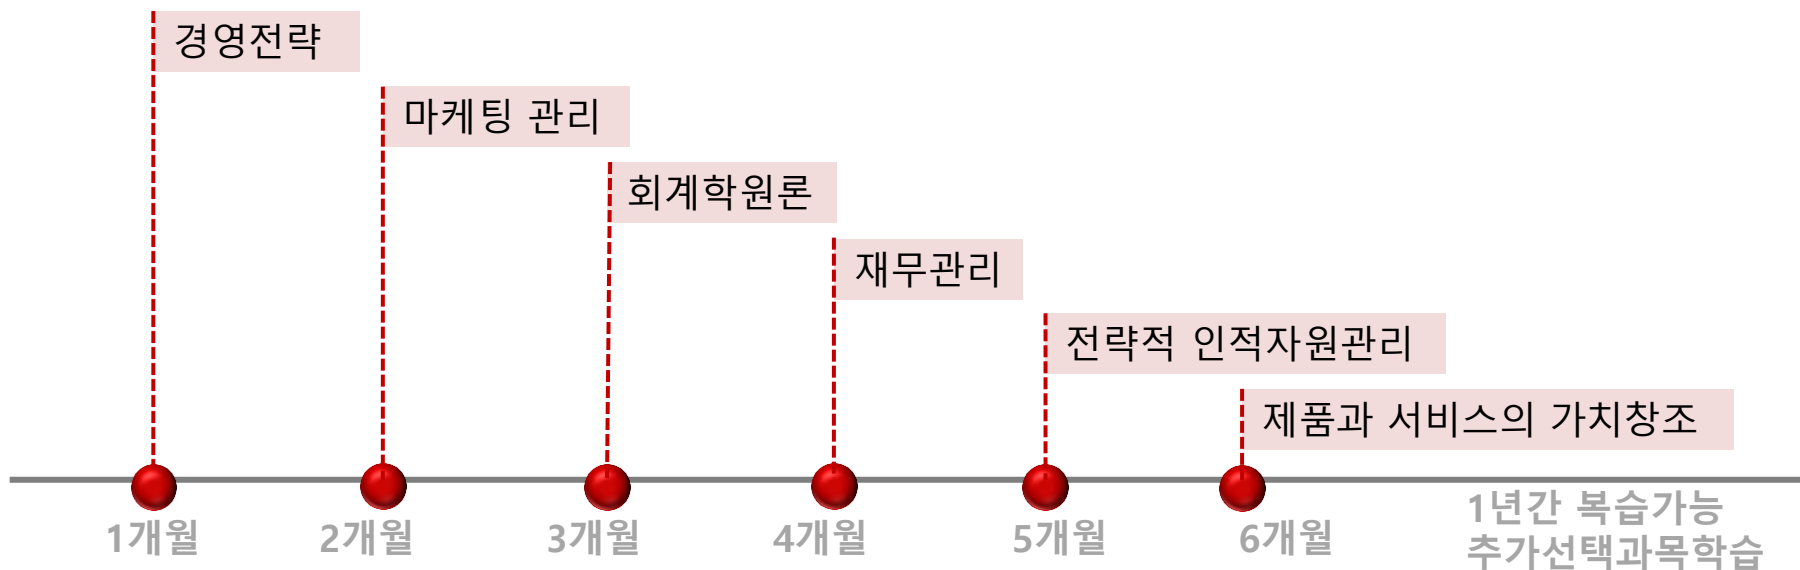 경영전략
마케팅 관리
회계학원론
재무관리
전략적 인적자원관리
제품과 서비스의 가치창조
1개월
2개월
3개월
4개월
5개월
6개월
1년간 복습가능
추가선택과목학습